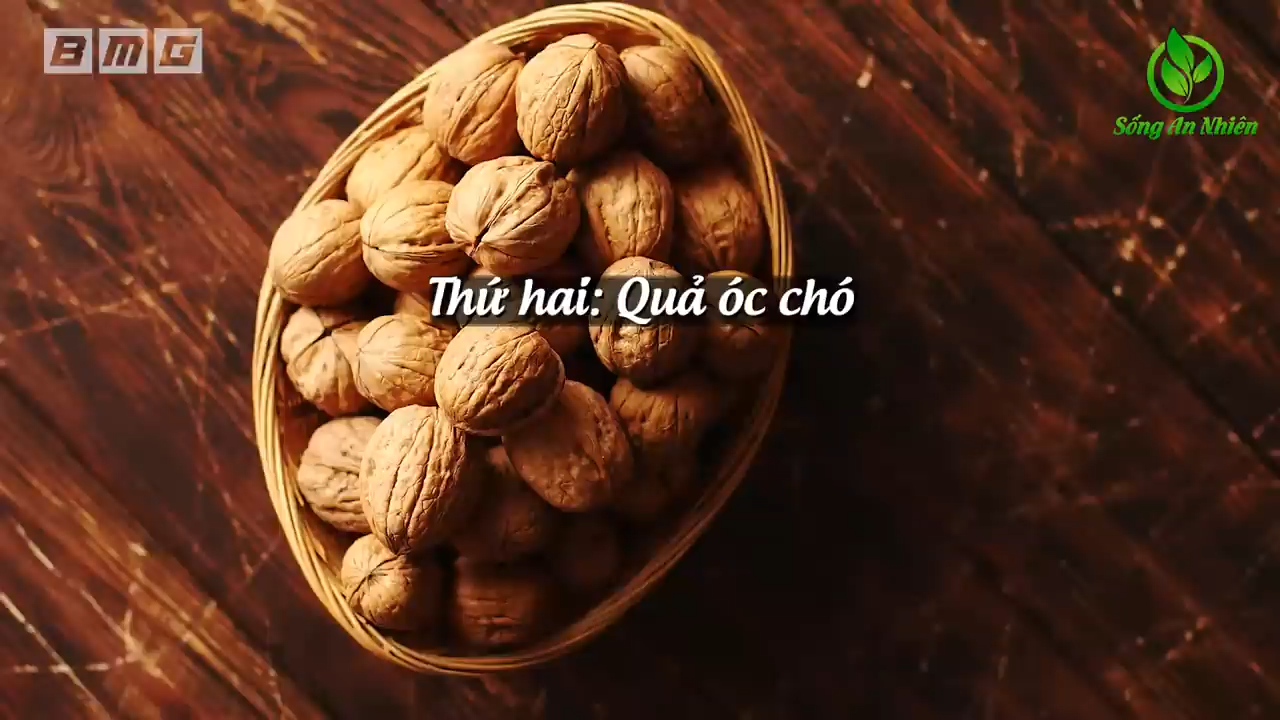 BMG
Sống An Nhiên
Thứ hai: Quả óc chó